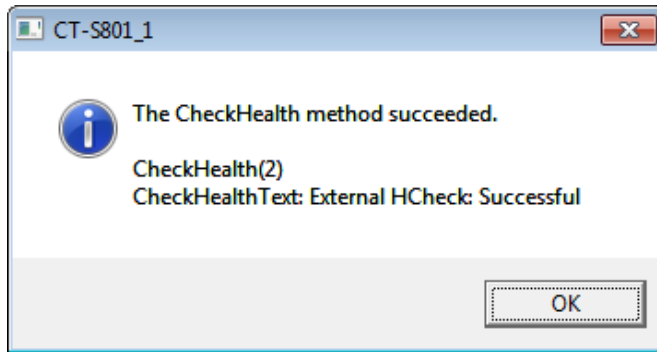 CT-S801_1
The CheckHealth method succeeded.
CheckHealth(2)
CheckHealthText: External HCheck: Successful
OK